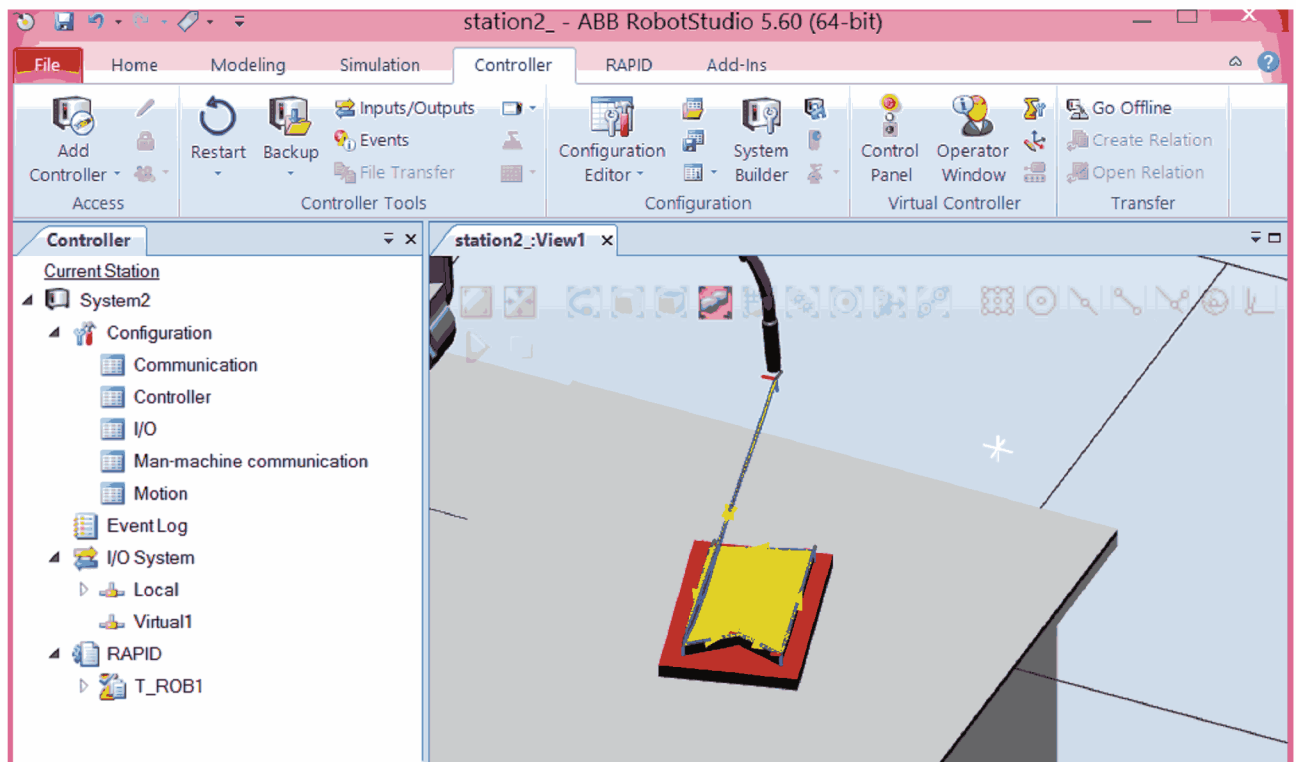 station2_ - ABB RobotStudio 5.60 (64-bit)
File Home Modeling Simulation Controller RAPID Add-Ins
Add Controller
Restart
Backup
Inputs/Outputs
Events
File Transfer
Configuration Editor
System Builder
Control Panel
Operator Window
Go Offline
Create Relation
Open Relation
Access Controller Tools Configuration Virtual Controller Transfer
Controller
station2_:View1
Current Station
System2
Configuration
Communication
Controller
I/O
Man-machine communication
Motion
Event Log
I/O System
Local
Virtual1
RAPID
T_ROB1